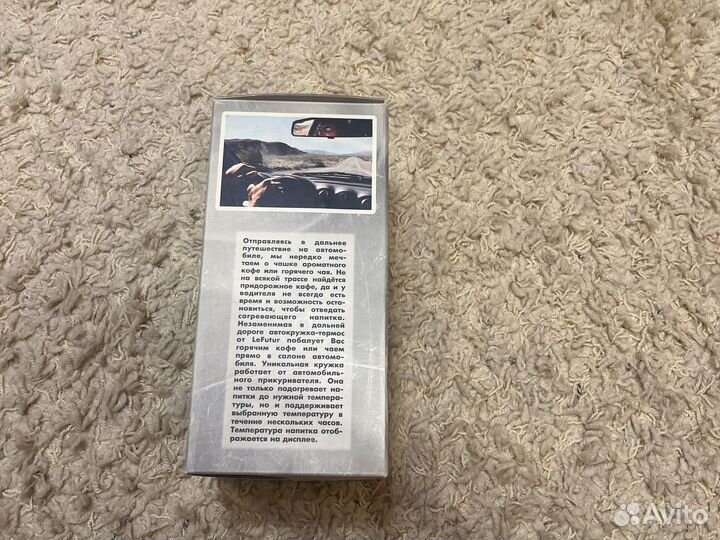 Отправляясь в дальнее
путешествие на автомо-
биле, мы нередко меч-
таем о чашке ароматного
кофе или горячего чая. Не
на всякой трассе найдётся
придорожное кафе, да и у
водителя не всегда есть
время и возможность оста-
новиться, чтобы отведать
согревающего напитка.
Незаменимая в дальней
дороге автокружка-термос
от LeFutur побалует Вас
горячим кофе или чаем
прямо в салоне автомо-
биля. Уникальная кружка
работает от автомобиль-
ного прикуривателя. Она
не только подогревает на-
питки до нужной темпера-
туры, но и поддерживает
выбранную температуру в
течение нескольких часов.
Температура напитка отоб-
ражается на дисплее.
Avito